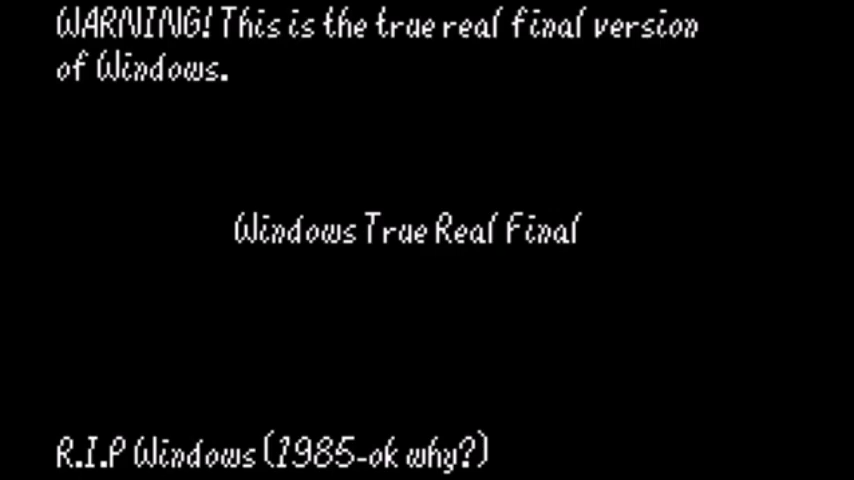 WARNING! This is the true real final version
of Windows.
Windows True Real Final
R.I.P Windows (1985-ok why?)